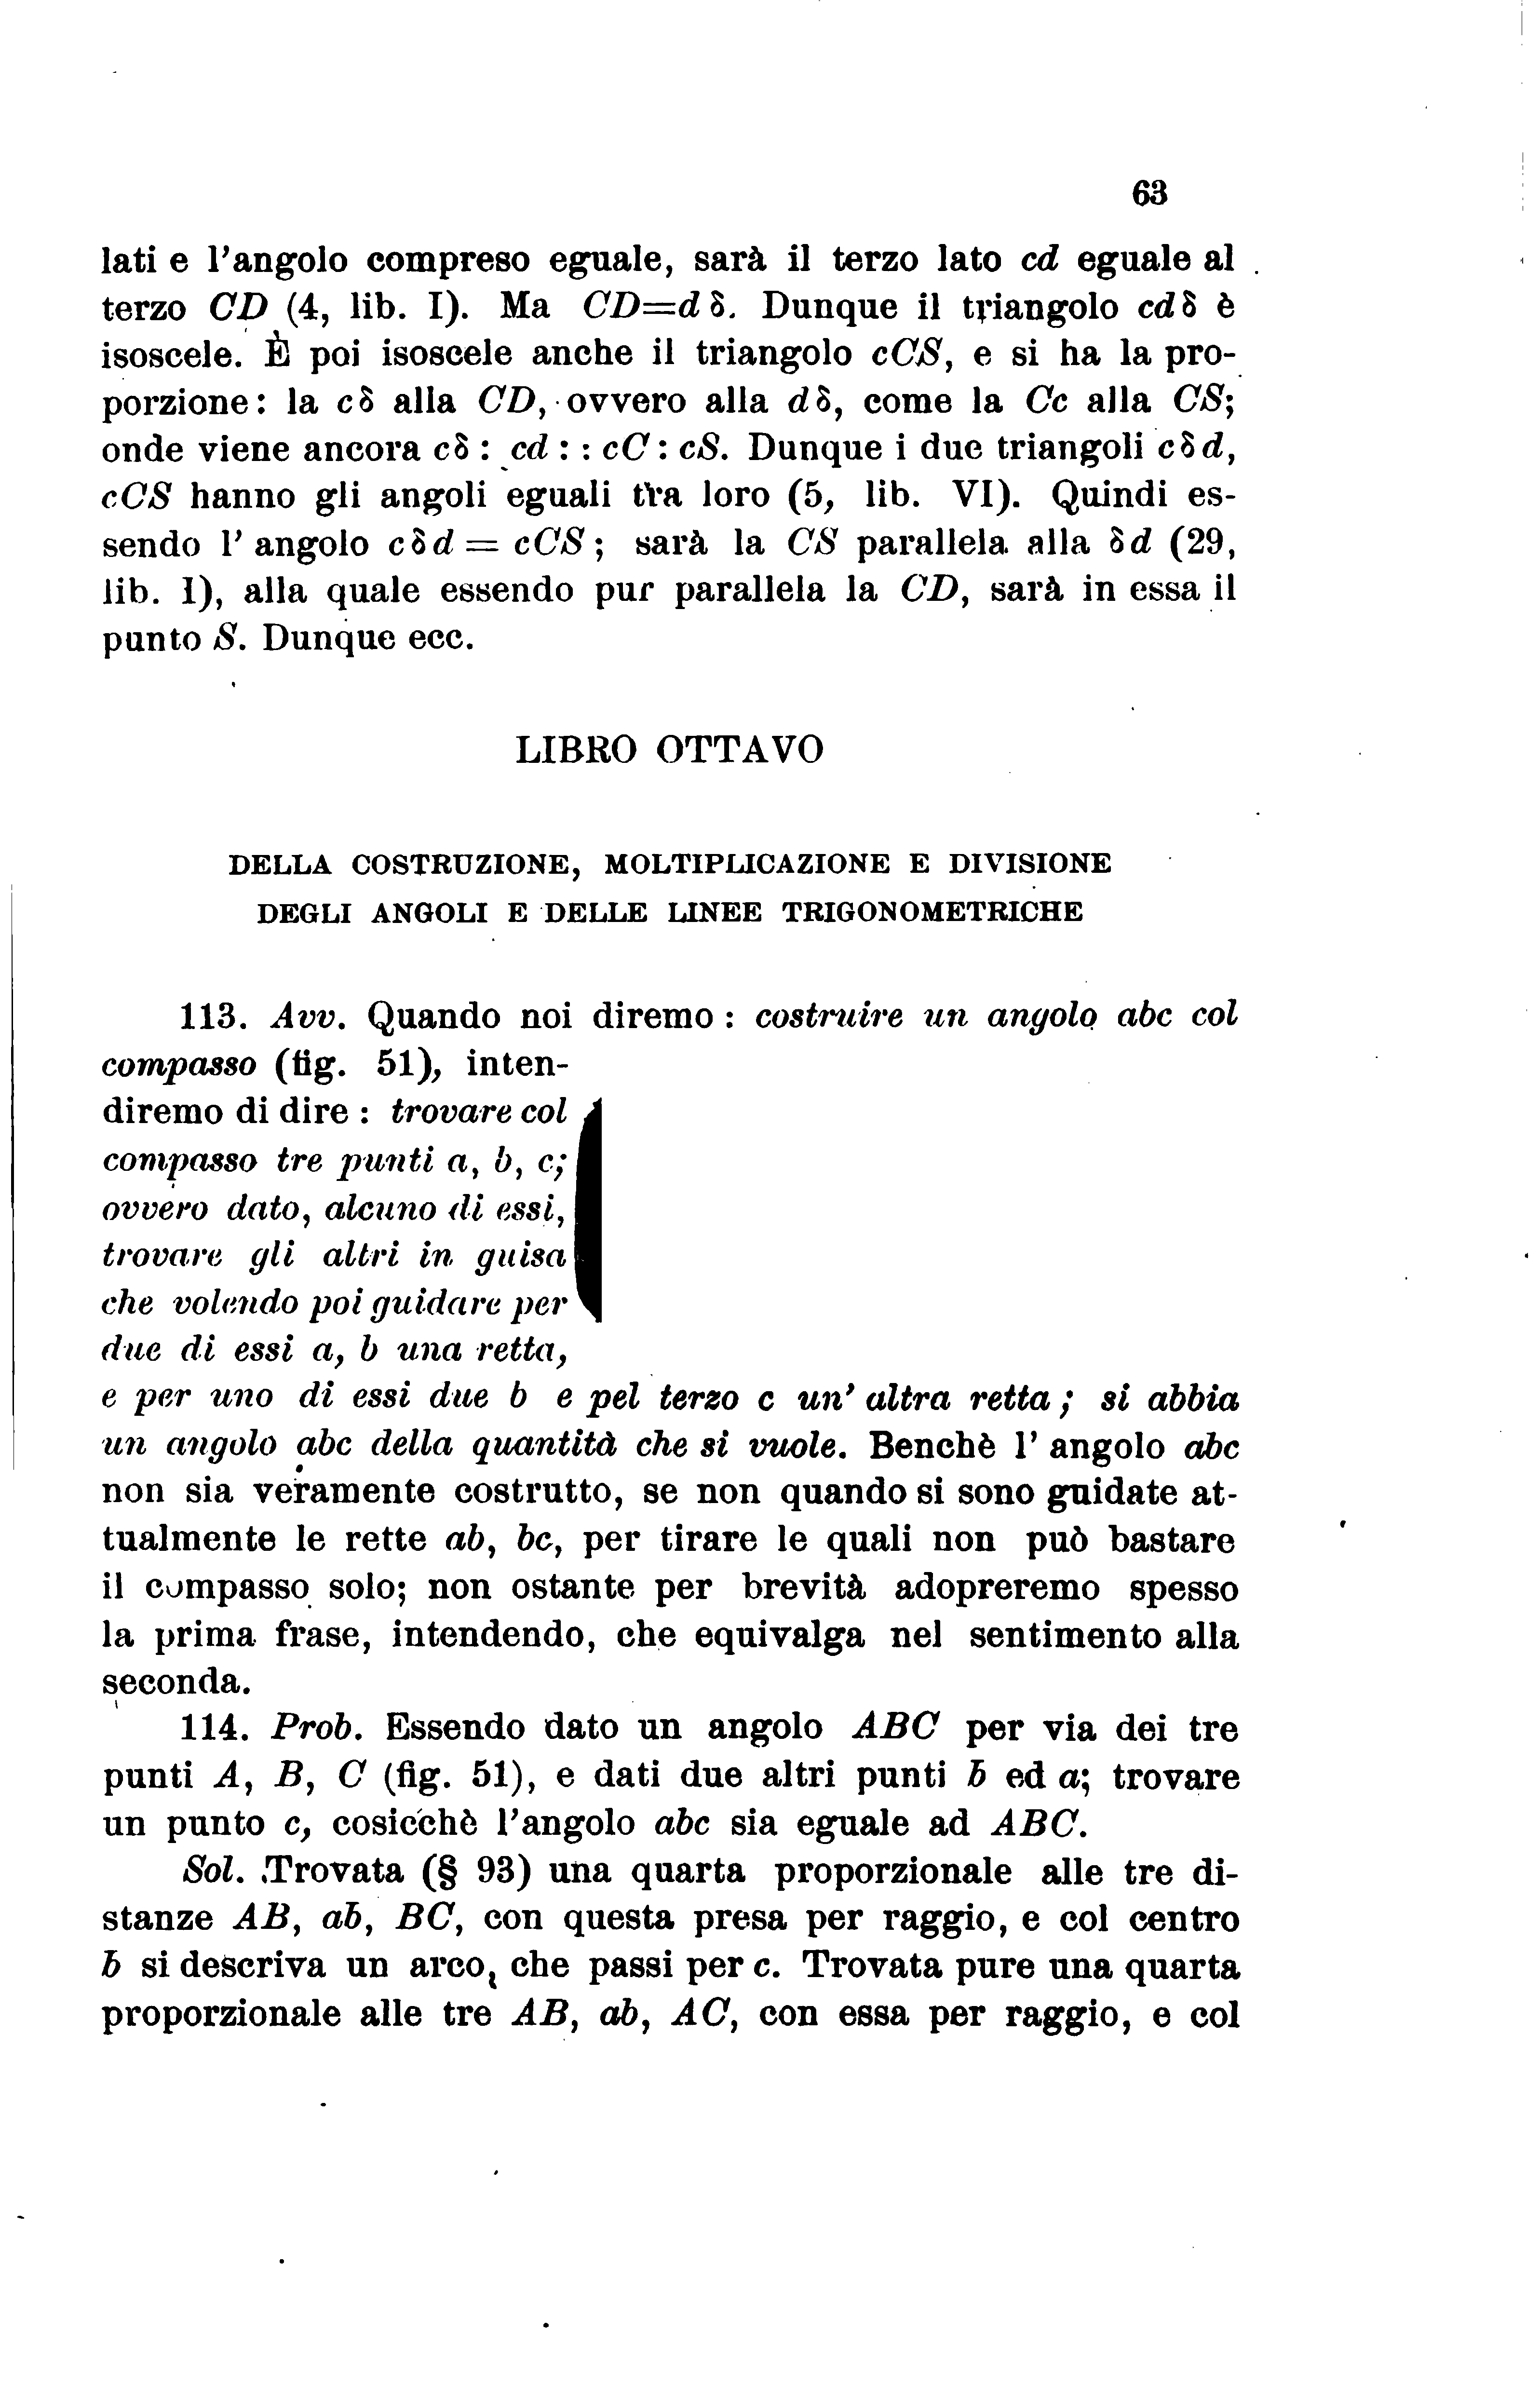 63
lati e l'angolo compreso eguale, sarà il terzo lato cd eguale al
terzo CD (4, lib. I). Ma CD=dδ. Dunque il triangolo cdδ è
isoscele. È poi isoscele anche il triangolo cCS, e si ha la pro-
porzione: la cδ alla CD, ovvero alla dδ, come la Cc alla CS;
onde viene ancora cδ : cd : : cC : cS. Dunque i due triangoli cδd,
cCS hanno gli angoli eguali tra loro (5, lib. VI). Quindi es-
sendo l' angolo cδd = cCS ; sarà la CS parallela alla δd (29,
lib. I), alla quale essendo pur parallela la CD, sarà in essa il
punto S. Dunque ecc.
LIBRO OTTAVO
DELLA COSTRUZIONE, MOLTIPLICAZIONE E DIVISIONE
DEGLI ANGOLI E DELLE LINEE TRIGONOMETRICHE
113. Avv. Quando noi diremo : costruire un angolo abc col
compasso (fig. 51), inten-
diremo di dire : trovare col
compasso tre punti a, b, c;
ovvero dato, alcuno di essi,
trovare gli altri in guisa
che volendo poi guidare per
due di essi a, b una retta,
e per uno di essi due b e pel terzo c un' altra retta ; si abbia
un angolo abc della quantità che si vuole. Benchè l' angolo abc
non sia veramente costrutto, se non quando si sono guidate at-
tualmente le rette ab, bc, per tirare le quali non può bastare
il compasso solo; non ostante per brevità adopreremo spesso
la prima frase, intendendo, che equivalga nel sentimento alla
seconda.
114. Prob. Essendo dato un angolo ABC per via dei tre
punti A, B, C (fig. 51), e dati due altri punti b ed a; trovare
un punto c, cosicchè l'angolo abc sia eguale ad ABC.
Sol. Trovata (§ 93) una quarta proporzionale alle tre di-
stanze AB, ab, BC, con questa presa per raggio, e col centro
b si descriva un arco, che passi per c. Trovata pure una quarta
proporzionale alle tre AB, ab, AC, con essa per raggio, e col